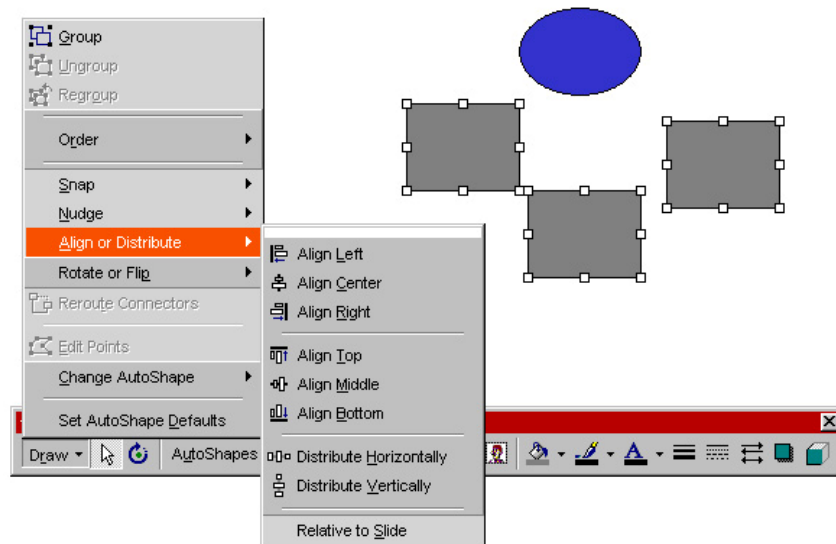 Group
Ungroup
Regroup
Order
Snap
Nudge
Align or Distribute
Rotate or Flip
Reroute Connectors
Edit Points
Change AutoShape
Set AutoShape Defaults
Align Left
Align Center
Align Right
Align Top
Align Middle
Align Bottom
Distribute Horizontally
Distribute Vertically
Relative to Slide
Draw
AutoShapes